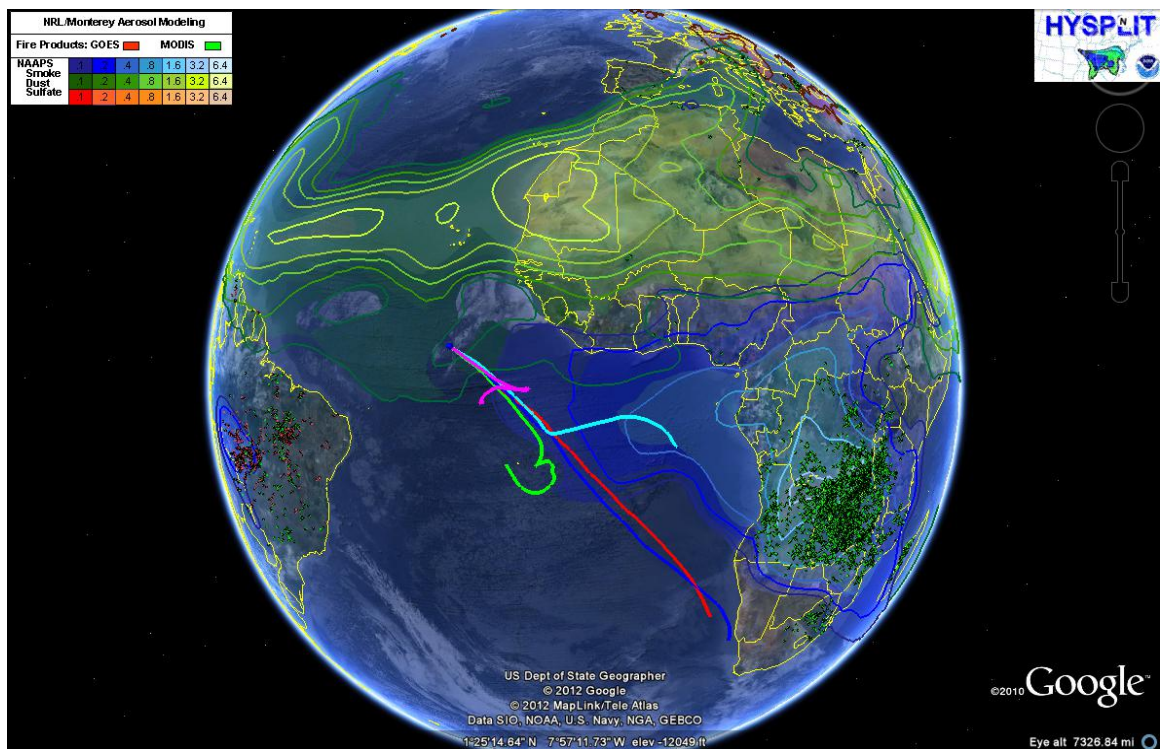 NRL/Monterey Aerosol Modeling
Fire Products: GOES MODIS
NAAPS
Smoke .1 .2 .4 .8 1.6 3.2 6.4
Dust .1 .2 .4 .8 1.6 3.2 6.4
Sulfate .1 .2 .4 .8 1.6 3.2 6.4
HYSPLIT
N
US Dept of State Geographer
© 2012 Google
© 2012 MapLink/Tele Atlas
Data SIO, NOAA, U.S. Navy, NGA, GEBCO
1°25'14.64" N 7°57'11.73" W elev -12049 ft
©2010 Google™
Eye alt 7326.84 mi